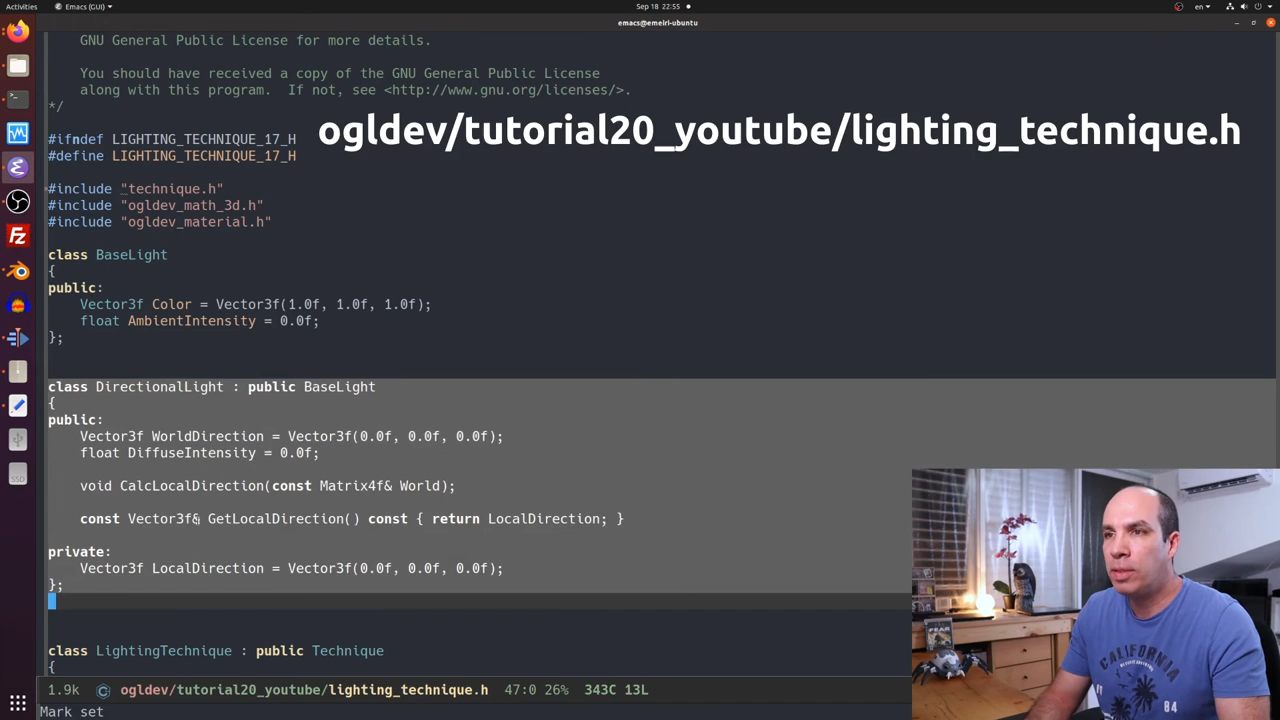 Activities
Emacs (GUI)
Sep 18 22:55
en
emacs@emeiri-ubuntu
GNU General Public License for more details.
You should have received a copy of the GNU General Public License
along with this program.  If not, see <http://www.gnu.org/licenses/>.
*/
#ifndef LIGHTING_TECHNIQUE_17_H
#define LIGHTING_TECHNIQUE_17_H
ogldev/tutorial20_youtube/lighting_technique.h
#include "technique.h"
#include "ogldev_math_3d.h"
#include "ogldev_material.h"
class BaseLight
{
public:
Vector3f Color = Vector3f(1.0f, 1.0f, 1.0f);
float AmbientIntensity = 0.0f;
};
class DirectionalLight : public BaseLight
{
public:
Vector3f WorldDirection = Vector3f(0.0f, 0.0f, 0.0f);
float DiffuseIntensity = 0.0f;
void CalcLocalDirection(const Matrix4f& World);
const Vector3f& GetLocalDirection() const { return LocalDirection; }
private:
Vector3f LocalDirection = Vector3f(0.0f, 0.0f, 0.0f);
};
class LightingTechnique : public Technique
{
1.9k ogldev/tutorial20_youtube/lighting_technique.h 47:0 26% 343C 13L
Mark set
Fz
SSD
FEAR
CALIFORNIA
84